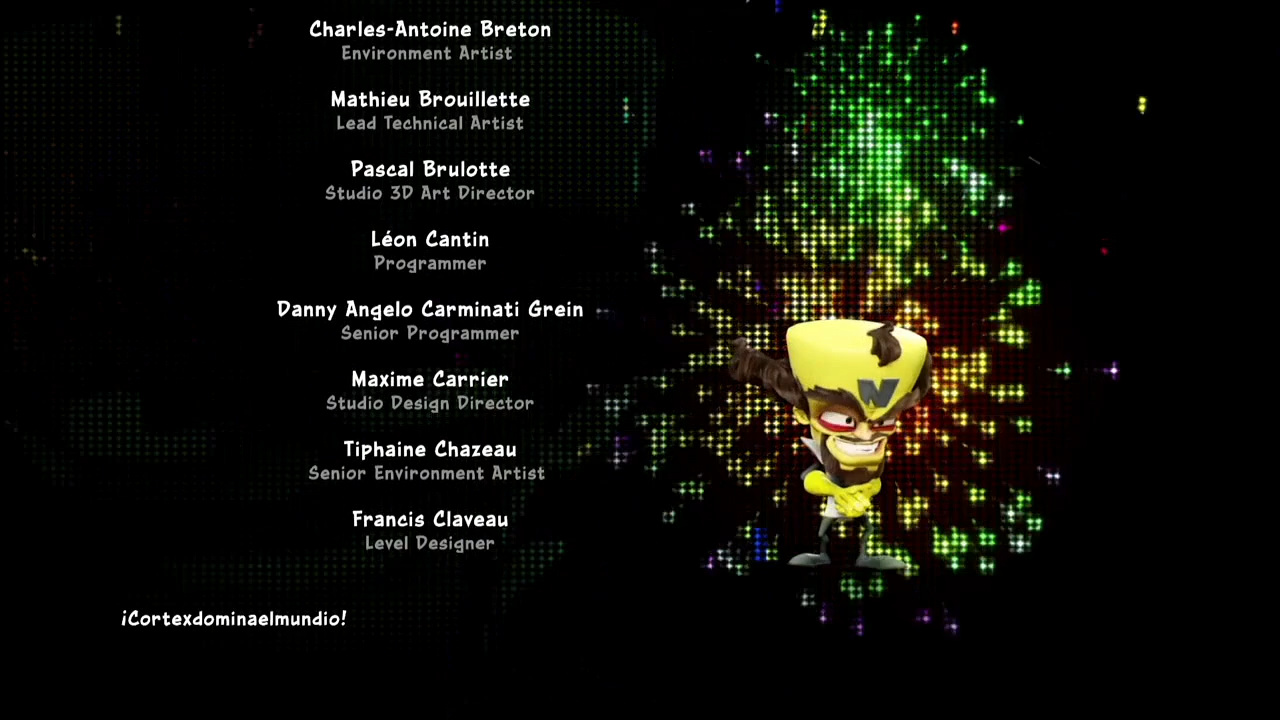 Charles-Antoine Breton
Environment Artist
Mathieu Brouillette
Lead Technical Artist
Pascal Brulotte
Studio 3D Art Director
Léon Cantin
Programmer
Danny Angelo Carminati Grein
Senior Programmer
Maxime Carrier
Studio Design Director
Tiphaine Chazeau
Senior Environment Artist
Francis Claveau
Level Designer
¡Cortexdominaelmundio!
N